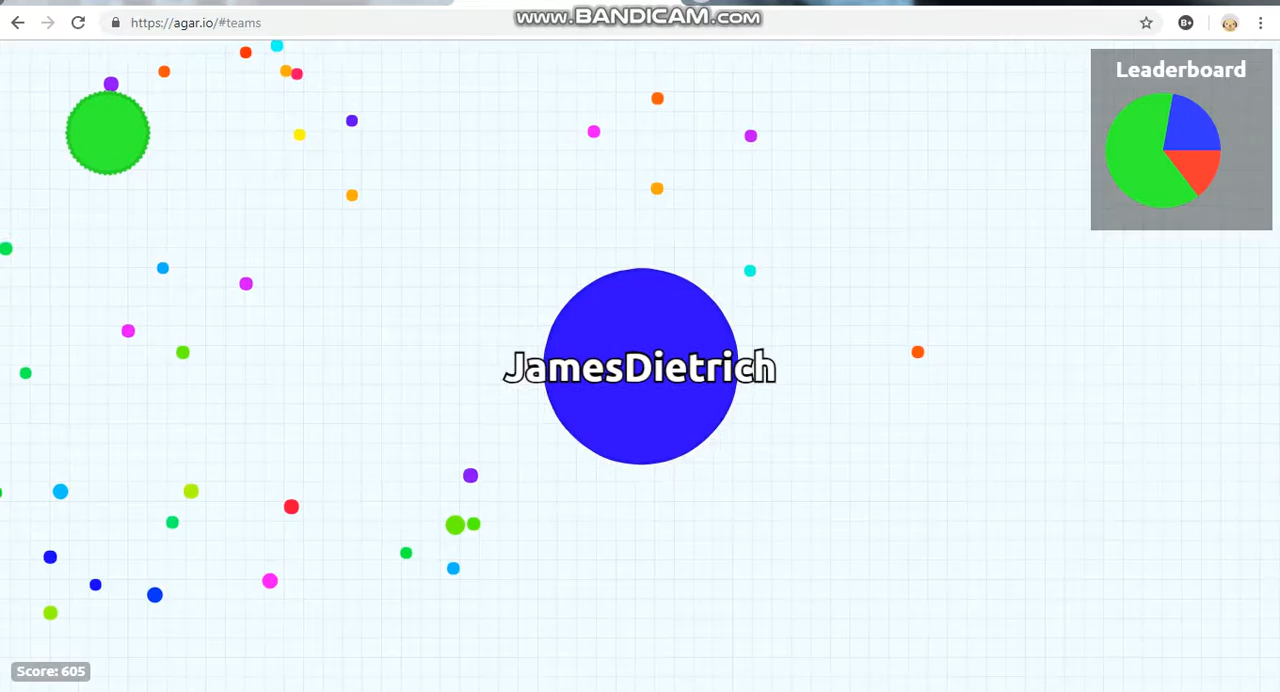 www.BANDICAM.com
https://agar.io/#teams
B+
Leaderboard
JamesDietrich
Score: 605